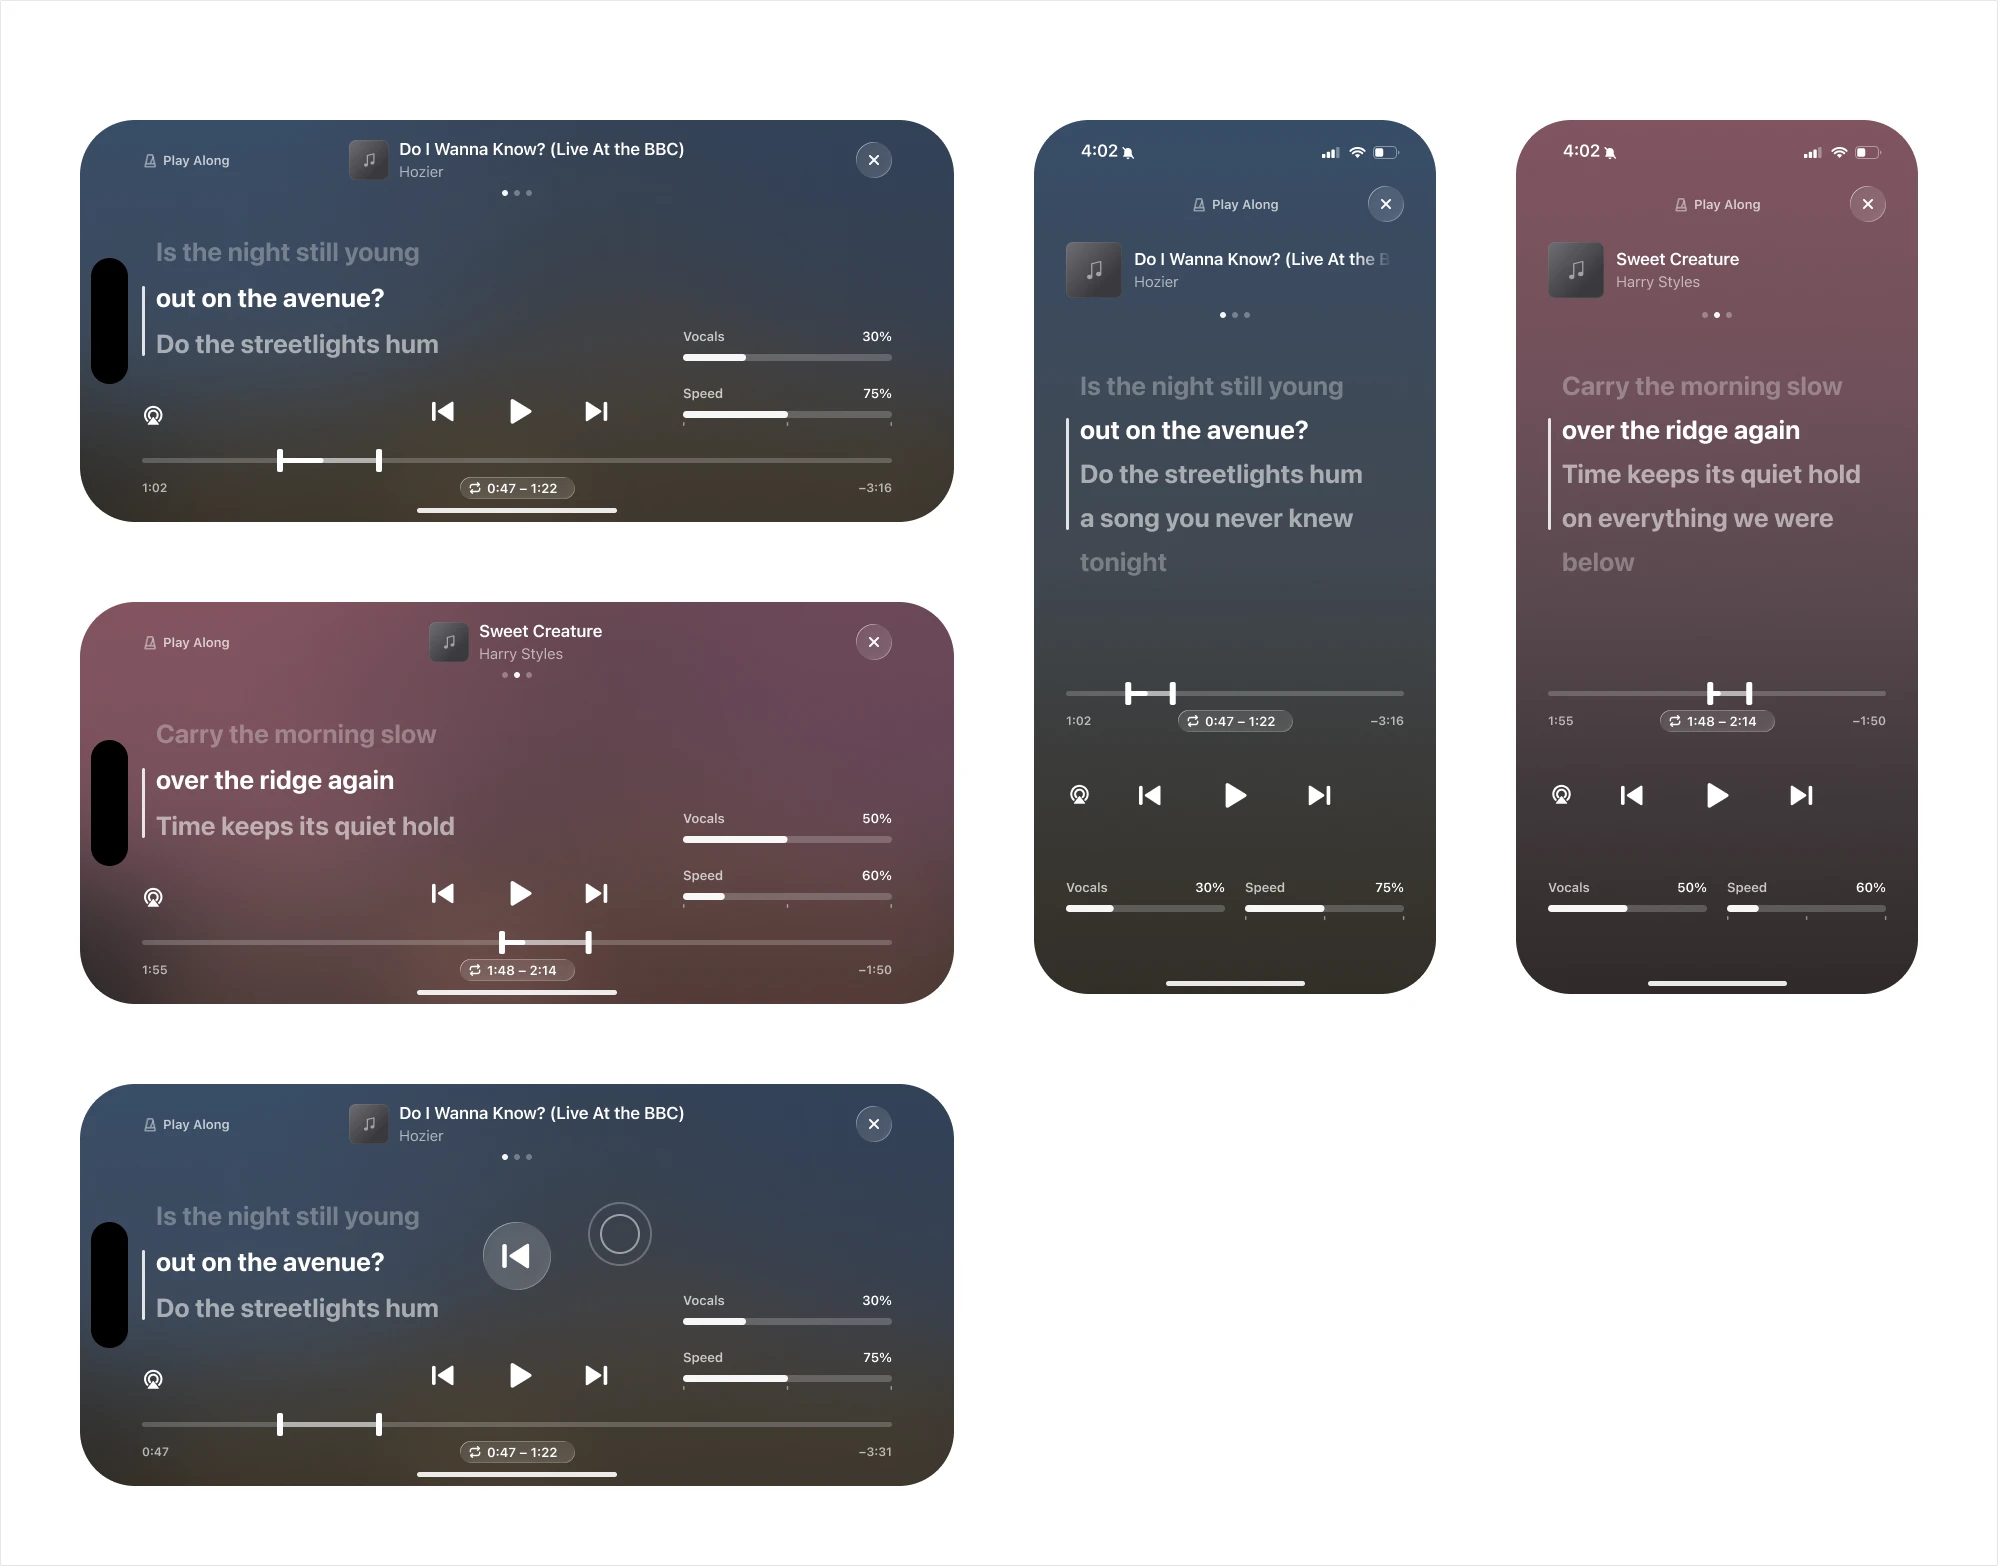 Play Along
Do I Wanna Know? (Live At the BBC)
Hozier
Is the night still young
out on the avenue?
Do the streetlights hum
Vocals 30%
Speed 75%
1:02
0:47 – 1:22
–3:16
Play Along
Sweet Creature
Harry Styles
Carry the morning slow
over the ridge again
Time keeps its quiet hold
Vocals 50%
Speed 60%
1:55
1:48 – 2:14
–1:50
Play Along
Do I Wanna Know? (Live At the BBC)
Hozier
Is the night still young
out on the avenue?
Do the streetlights hum
Vocals 30%
Speed 75%
0:47
0:47 – 1:22
–3:31
4:02
Play Along
Do I Wanna Know? (Live At the B
Hozier
Is the night still young
out on the avenue?
Do the streetlights hum
a song you never knew
tonight
1:02
0:47 – 1:22
–3:16
Vocals 30%
Speed 75%
4:02
Play Along
Sweet Creature
Harry Styles
Carry the morning slow
over the ridge again
Time keeps its quiet hold
on everything we were
below
1:55
1:48 – 2:14
–1:50
Vocals 50%
Speed 60%